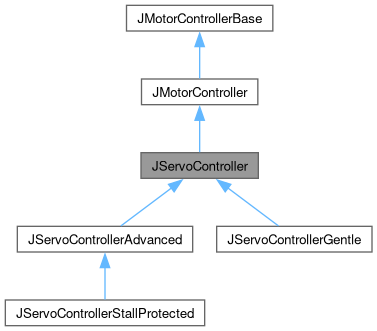 JMotorControllerBase
JMotorController
JServoController
JServoControllerAdvanced
JServoControllerGentle
JServoControllerStallProtected